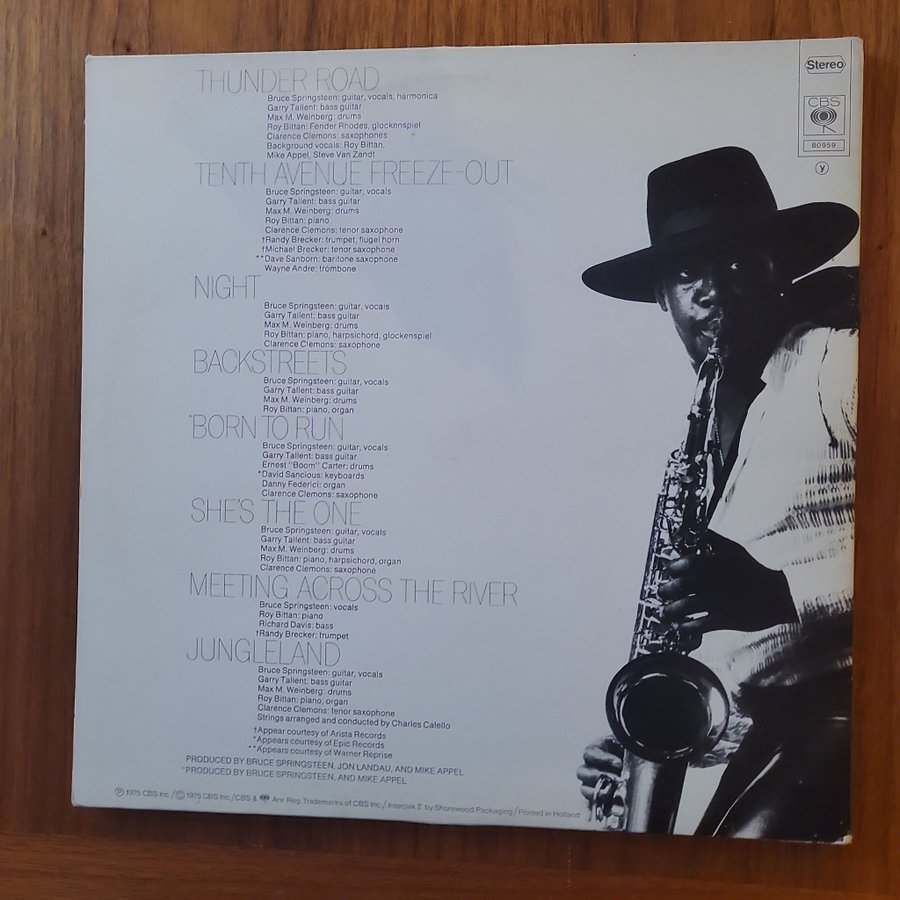 THUNDER ROAD
Bruce Springsteen: guitar, vocals, harmonica
Garry Tallent: bass guitar
Max M. Weinberg: drums
Roy Bittan: Fender Rhodes, glockenspiel
Clarence Clemons: saxophones
Background vocals: Roy Bittan,
Mike Appel, Steve Van Zandt
TENTH AVENUE FREEZE-OUT
Bruce Springsteen: guitar, vocals
Garry Tallent: bass guitar
Max M. Weinberg: drums
Roy Bittan: piano
Clarence Clemons: tenor saxophone
†Randy Brecker: trumpet, flugel horn
†Michael Brecker: tenor saxophone
**Dave Sanborn: baritone saxophone
Wayne Andre: trombone
NIGHT
Bruce Springsteen: guitar, vocals
Garry Tallent: bass guitar
Max M. Weinberg: drums
Roy Bittan: piano, harpsichord, glockenspiel
Clarence Clemons: saxophone
BACKSTREETS
Bruce Springsteen: guitar, vocals
Garry Tallent: bass guitar
Max M. Weinberg: drums
Roy Bittan: piano, organ
*BORN TO RUN
Bruce Springsteen: guitar, vocals
Garry Tallent: bass guitar
Ernest "Boom" Carter: drums
*David Sancious: keyboards
Danny Federici: organ
Clarence Clemons: saxophone
SHE'S THE ONE
Bruce Springsteen: guitar, vocals
Garry Tallent: bass guitar
Max M. Weinberg: drums
Roy Bittan: piano, harpsichord, organ
Clarence Clemons: saxophone
MEETING ACROSS THE RIVER
Bruce Springsteen: vocals
Roy Bittan: piano
Richard Davis: bass
†Randy Brecker: trumpet
JUNGLELAND
Bruce Springsteen: guitar, vocals
Garry Tallent: bass guitar
Max M. Weinberg: drums
Roy Bittan: piano, organ
Clarence Clemons: tenor saxophone
Strings arranged and conducted by Charles Calello
†Appear courtesy of Arista Records
*Appears courtesy of Epic Records
**Appears courtesy of Warner Reprise
PRODUCED BY BRUCE SPRINGSTEEN, JON LANDAU, AND MIKE APPEL
*PRODUCED BY BRUCE SPRINGSTEEN, AND MIKE APPEL
℗ 1975 CBS Inc./© 1975 CBS Inc./CBS & Are Reg. Trademarks of CBS Inc./Interpak II by Shorewood Packaging/Printed in Holland
Stereo
CBS
80959
y